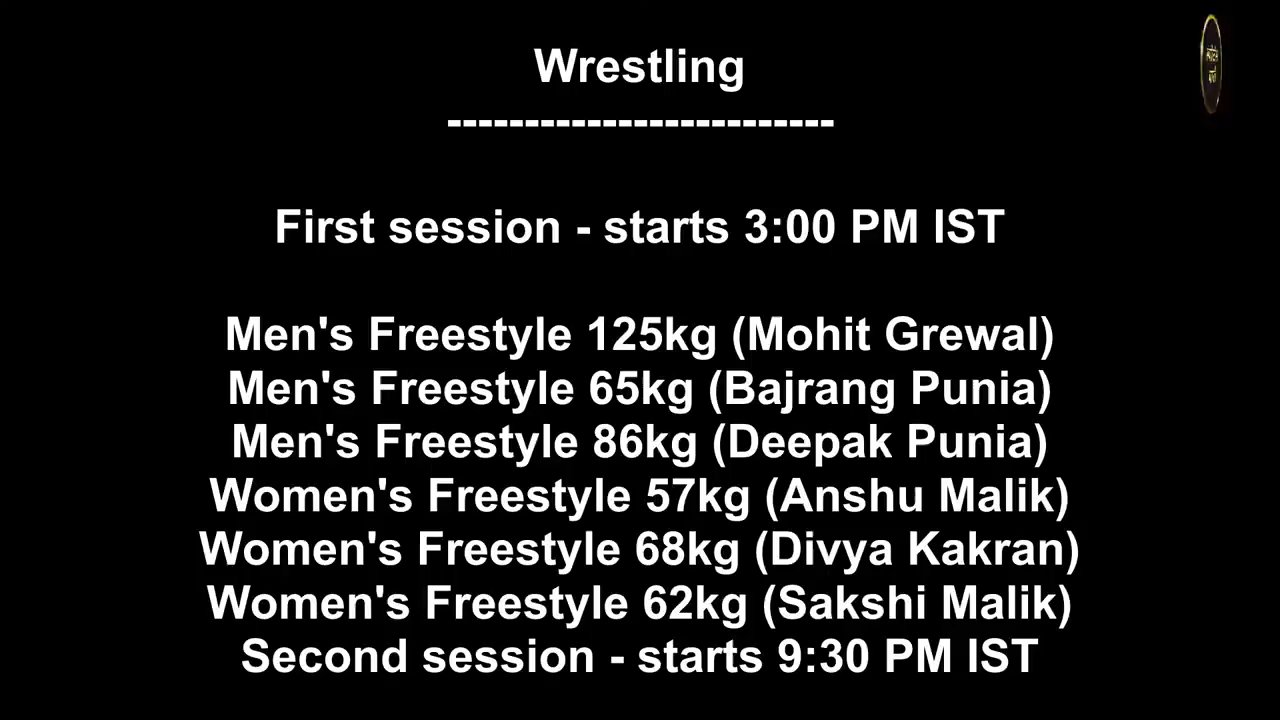 Wrestling
-------------------------
First session - starts 3:00 PM IST
Men's Freestyle 125kg (Mohit Grewal)
Men's Freestyle 65kg (Bajrang Punia)
Men's Freestyle 86kg (Deepak Punia)
Women's Freestyle 57kg (Anshu Malik)
Women's Freestyle 68kg (Divya Kakran)
Women's Freestyle 62kg (Sakshi Malik)
Second session - starts 9:30 PM IST